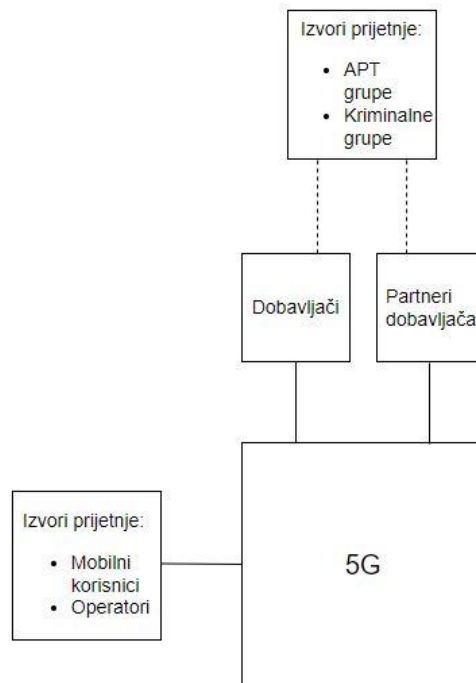 Izvori prijetnje:
• APT
grupe
• Kriminalne
grupe
Dobavljači
Partneri
dobavljača
Izvori prijetnje:
• Mobilni
korisnici
• Operatori
5G